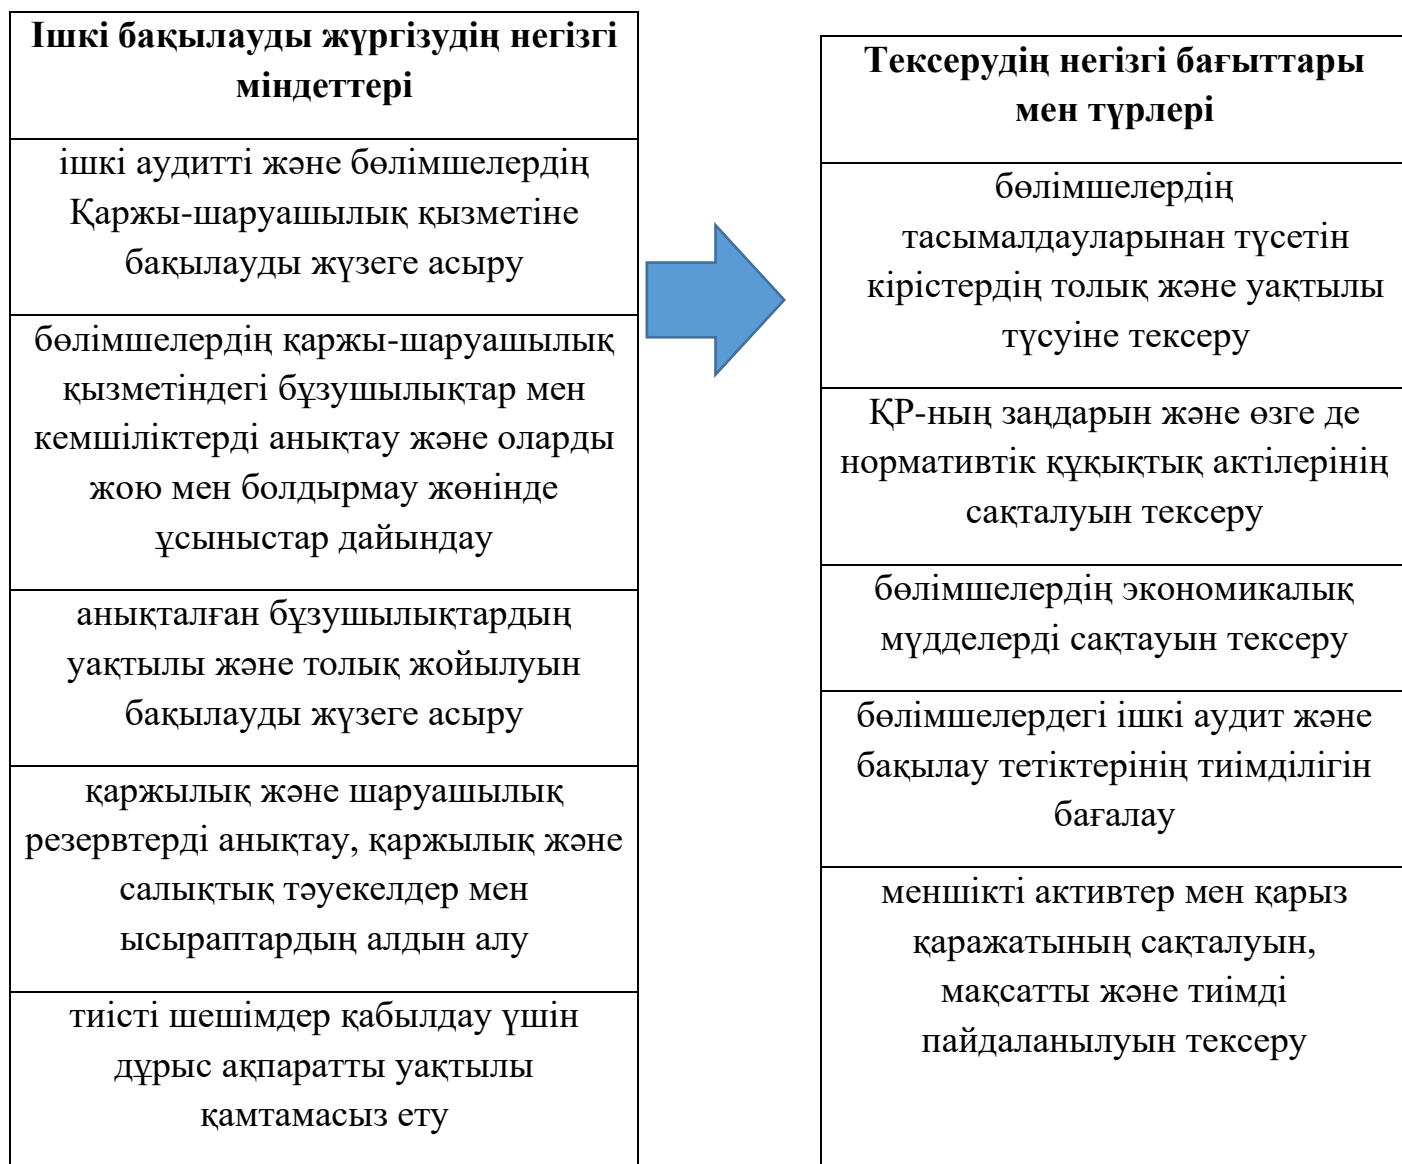 Ішкі бақылауды жүргізудің негізгі
міндеттері
ішкі аудитті және бөлімшелердің
Қаржы-шаруашылық қызметіне
бақылауды жүзеге асыру
бөлімшелердің қаржы-шаруашылық
қызметіндегі бұзушылықтар мен
кемшіліктерді анықтау және оларды
жою мен болдырмау жөнінде
ұсыныстар дайындау
анықталған бұзушылықтардың
уақтылы және толық жойылуын
бақылауды жүзеге асыру
қаржылық және шаруашылық
резервтерді анықтау, қаржылық және
салықтық тәуекелдер мен
ысыраптардың алдын алу
тиісті шешімдер қабылдау үшін
дұрыс ақпаратты уақтылы
қамтамасыз ету
Тексерудің негізгі бағыттары
мен түрлері
бөлімшелердің
тасымалдауларынан түсетін
кірістердің толық және уақтылы
түсуіне тексеру
ҚР-ның заңдарын және өзге де
нормативтік құқықтық актілерінің
сақталуын тексеру
бөлімшелердің экономикалық
мүдделерді сақтауын тексеру
бөлімшелердегі ішкі аудит және
бақылау тетіктерінің тиімділігін
бағалау
меншікті активтер мен қарыз
қаражатының сақталуын,
мақсатты және тиімді
пайдаланылуын тексеру